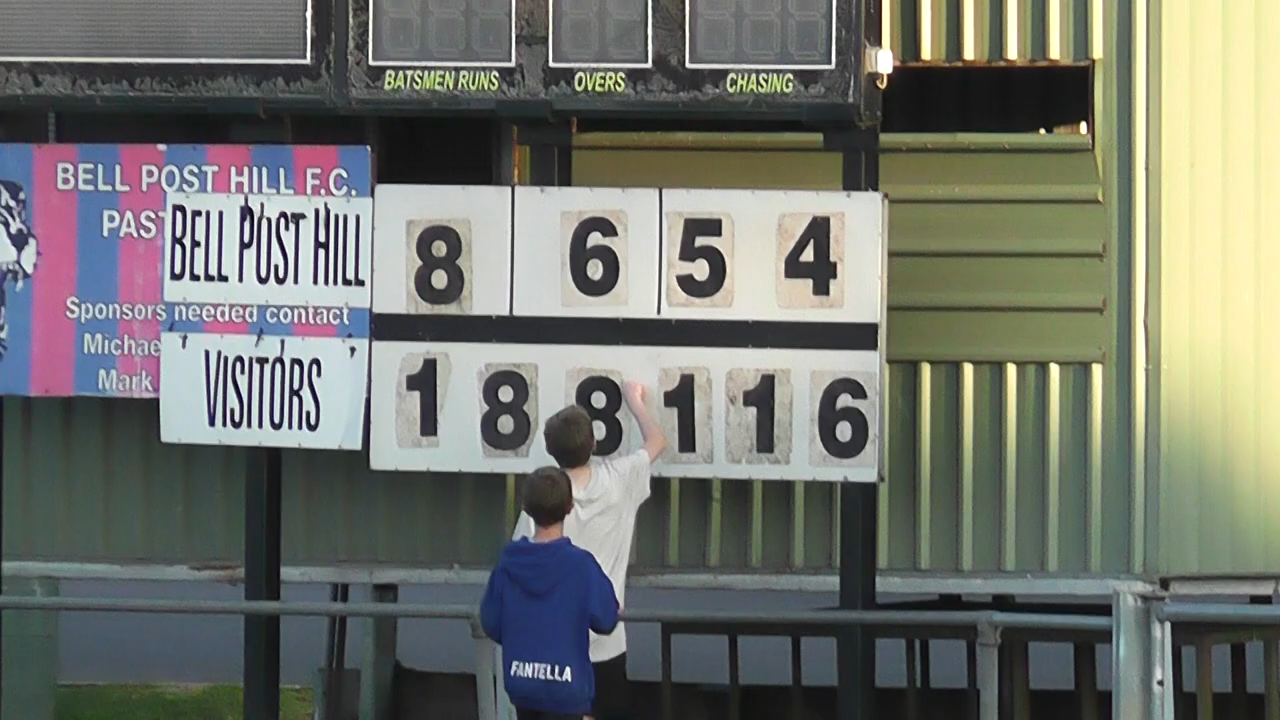 BATSMEN RUNS OVERS CHASING
BELL POST HILL F.C.
PAST
BELL POST HILL 8 6 5 4
Sponsors needed contact
Michae
Mark
VISITORS 1 8 8 1 1 6
FANTELLA